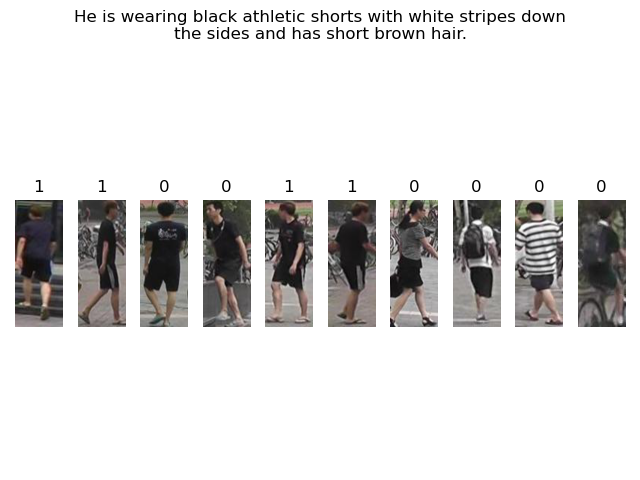 He is wearing black athletic shorts with white stripes down
the sides and has short brown hair.
1 1 0 0 1 1 0 0 0 0